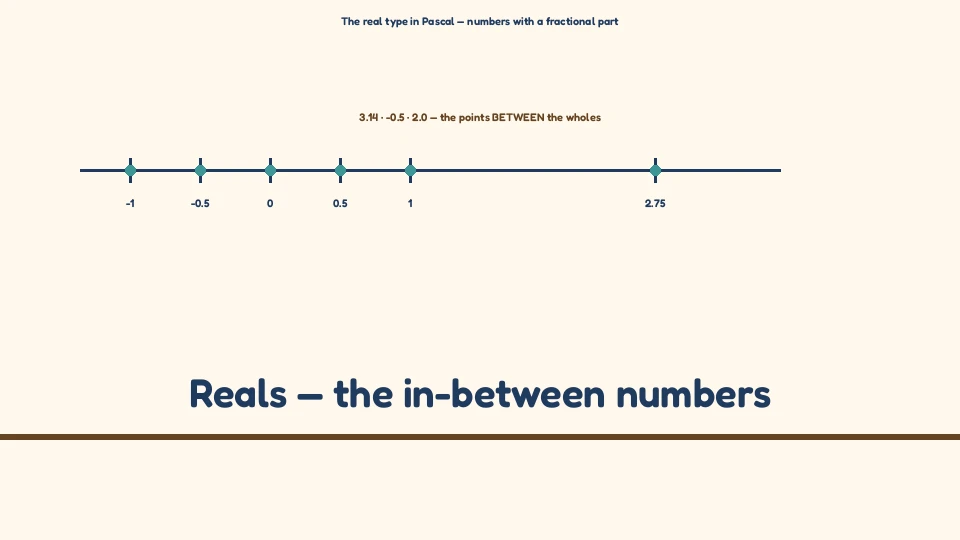 The real type in Pascal — numbers with a fractional part
3.14 · -0.5 · 2.0 — the points BETWEEN the wholes
-1 -0.5 0 0.5 1 2.75
Reals — the in-between numbers